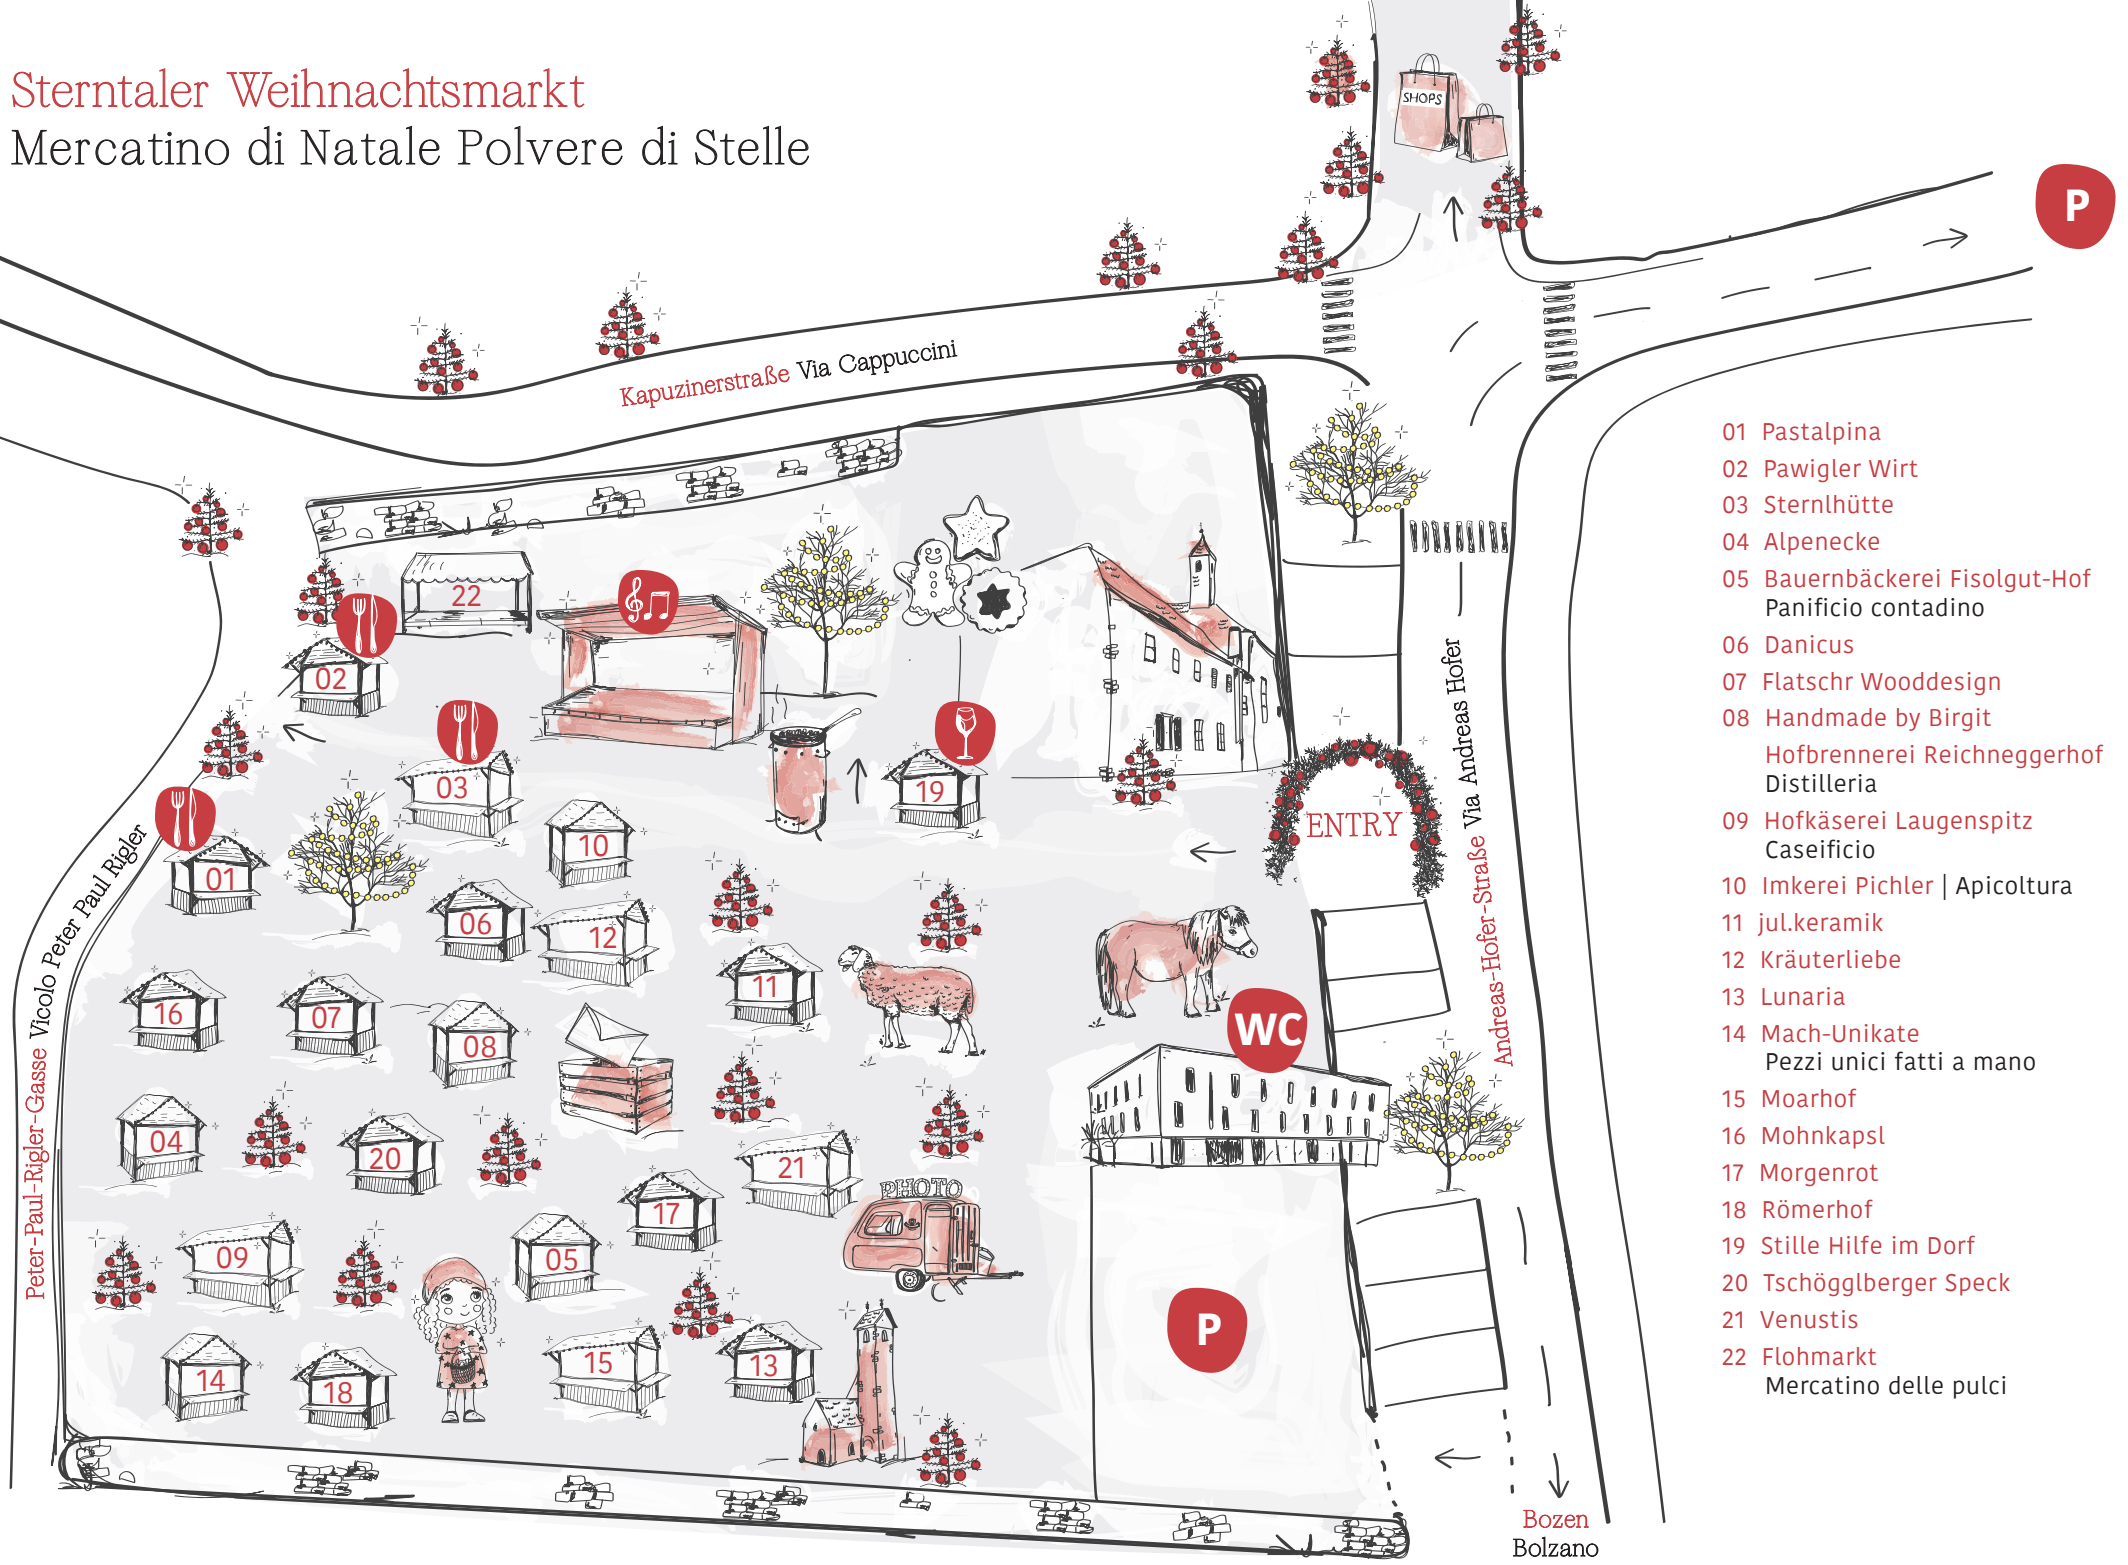 Sterntaler Weihnachtsmarkt
Mercatino di Natale Polvere di Stelle
SHOPS
P
Kapuzinerstraße Via Cappuccini
22
02
03
19
ENTRY
10
01
06
12
11
16
07
08
WC
04
20
21
17
PHOTO
09
05
P
15
13
14
18
Peter-Paul-Rigler-Gasse Vicolo Peter Paul Rigler
Andreas-Hofer-Straße Via Andreas Hofer
Bozen
Bolzano
01 Pastalpina
02 Pawigler Wirt
03 Sternlhütte
04 Alpenecke
05 Bauernbäckerei Fisolgut-Hof
Panificio contadino
06 Danicus
07 Flatschr Wooddesign
08 Handmade by Birgit
Hofbrennerei Reichneggerhof
Distilleria
09 Hofkäserei Laugenspitz
Caseificio
10 Imkerei Pichler | Apicoltura
11 jul.keramik
12 Kräuterliebe
13 Lunaria
14 Mach-Unikate
Pezzi unici fatti a mano
15 Moarhof
16 Mohnkapsl
17 Morgenrot
18 Römerhof
19 Stille Hilfe im Dorf
20 Tschögglberger Speck
21 Venustis
22 Flohmarkt
Mercatino delle pulci